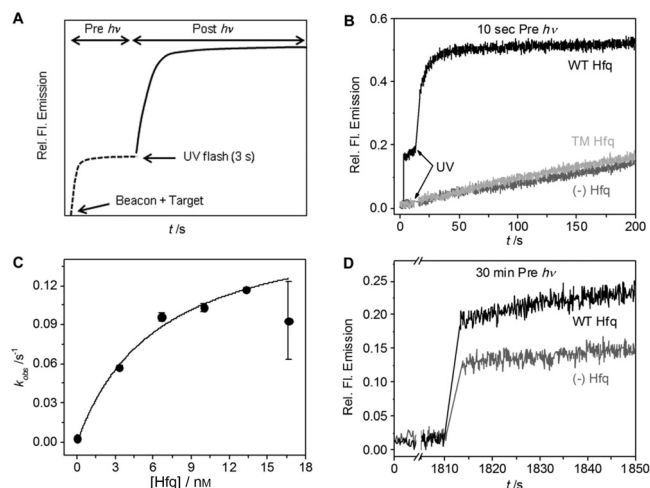 A
Pre hν
Post hν
Rel. Fl. Emission
UV flash (3 s)
Beacon + Target
t /s
B
10 sec Pre hν
0.6
0.4
0.2
0.0
Rel. Fl. Emission
WT Hfq
TM Hfq
UV
(-) Hfq
0 50 100 150 200
t /s
C
0.12
0.09
0.06
0.03
0.00
kobs /s-1
0 3 6 9 12 15 18
[Hfq] / nM
D
30 min Pre hν
0.25
0.20
0.15
0.10
0.05
0.00
Rel. Fl. Emission
WT Hfq
(-) Hfq
0 1810 1820 1830 1840 1850
t /s